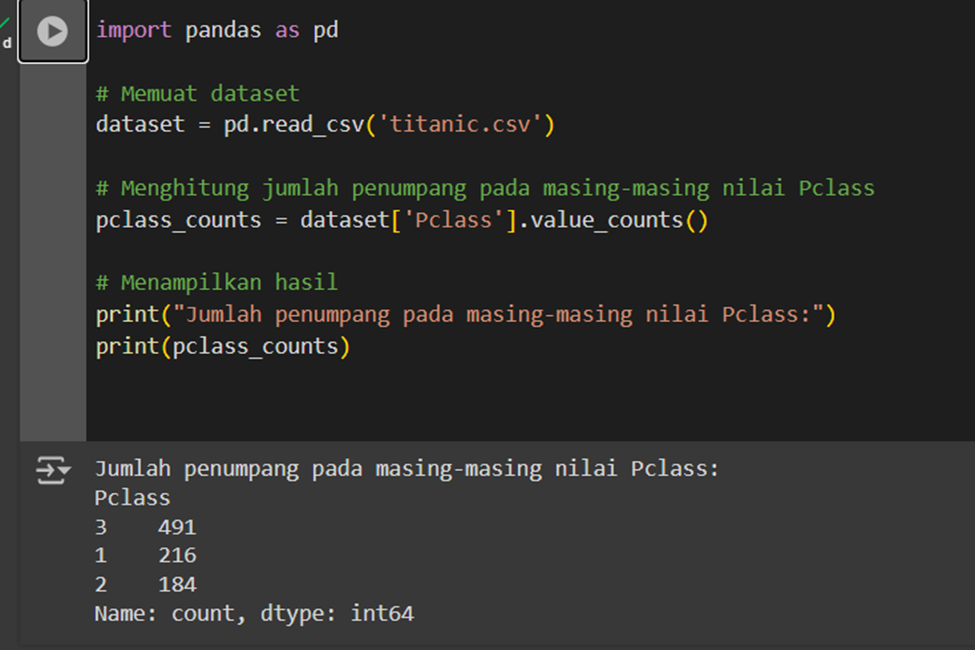 import pandas as pd
# Memuat dataset
dataset = pd.read_csv('titanic.csv')
# Menghitung jumlah penumpang pada masing-masing nilai Pclass
pclass_counts = dataset['Pclass'].value_counts()
# Menampilkan hasil
print("Jumlah penumpang pada masing-masing nilai Pclass:")
print(pclass_counts)
d
Jumlah penumpang pada masing-masing nilai Pclass:
Pclass
3    491
1    216
2    184
Name: count, dtype: int64